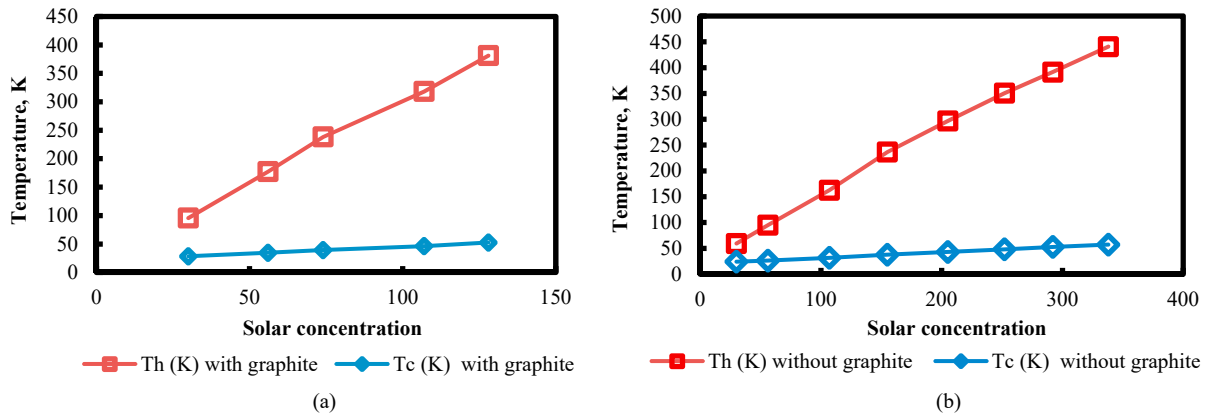 450
400
350
300
250
200
150
100
50
0
Temperature, K
0 50 100 150
Solar concentration
Th (K) with graphite Tc (K) with graphite
(a)
500
450
400
350
300
250
200
150
100
50
0
Temperature, K
0 100 200 300 400
Solar concentration
Th (K) without graphite Tc (K) without graphite
(b)